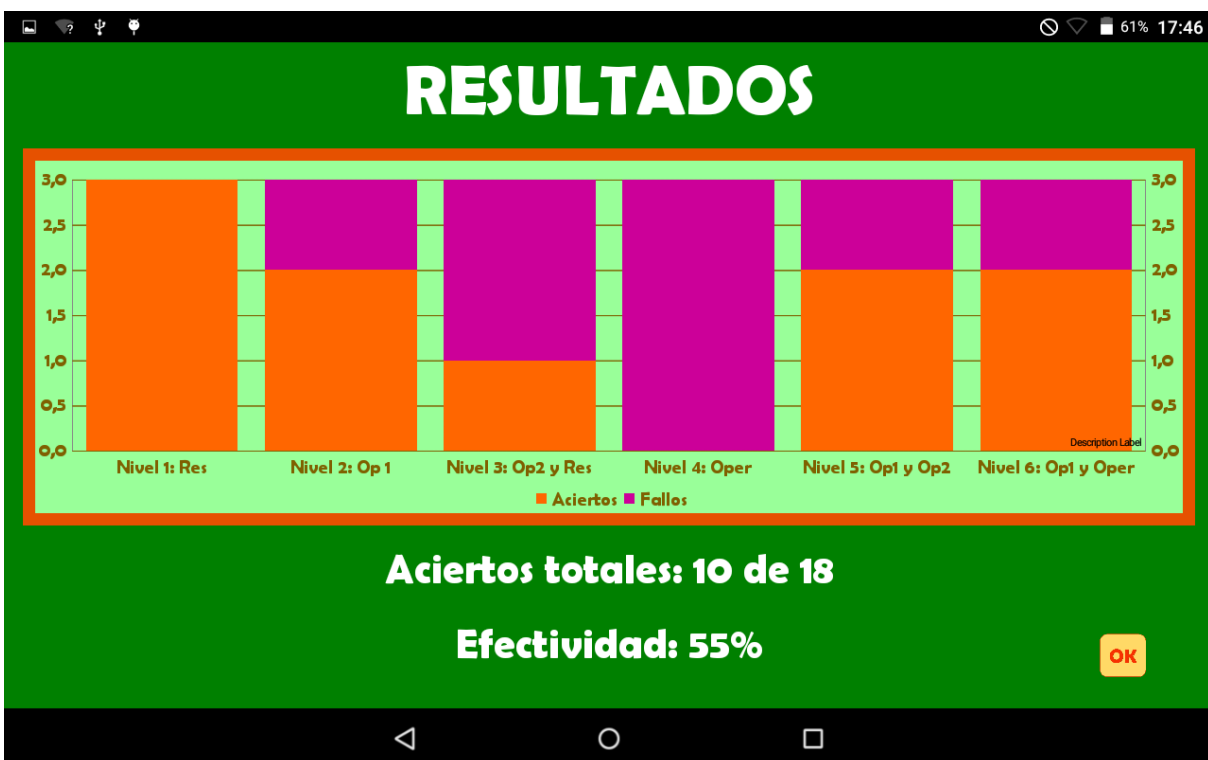 61% 17:46
RESULTADOS
3,0 3,0
2,5 2,5
2,0 2,0
1,5 1,5
1,0 1,0
0,5 0,5
Description Label
0,0 0,0
Nivel 1: Res Nivel 2: Op 1 Nivel 3: Op2 y Res Nivel 4: Oper Nivel 5: Op1 y Op2 Nivel 6: Op1 y Oper
Aciertos Fallos
Aciertos totales: 10 de 18
Efectividad: 55%
OK